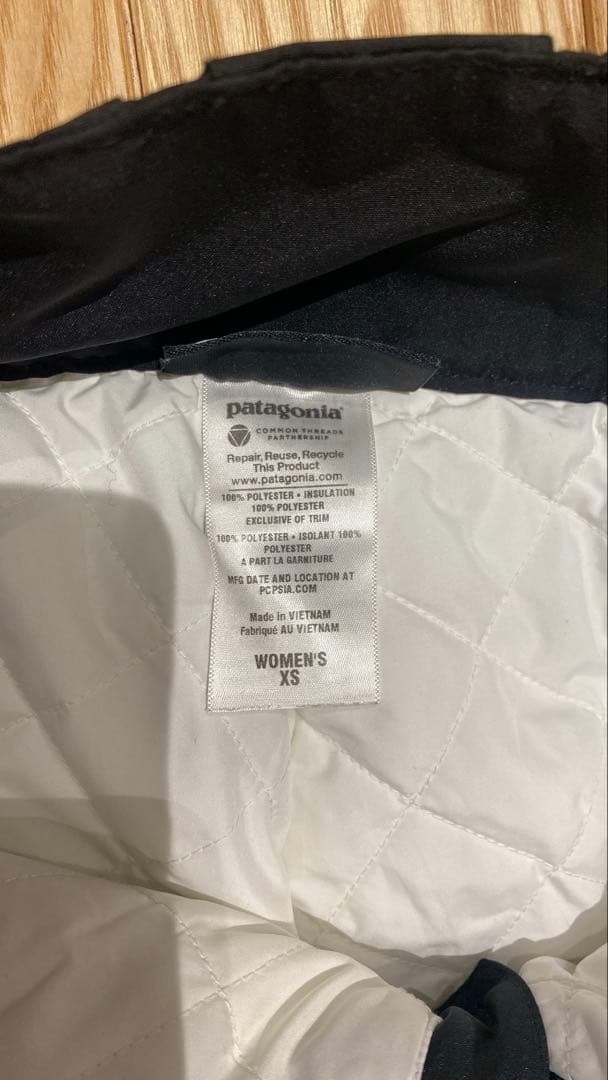 patagonia®
COMMON THREADS
PARTNERSHIP
Repair, Reuse, Recycle
This Product
www.patagonia.com
100% POLYESTER • INSULATION
100% POLYESTER
EXCLUSIVE OF TRIM
100% POLYESTER • ISOLANT 100%
POLYESTER
A PART LA GARNITURE
MFG DATE AND LOCATION AT
PCPSIA.COM
Made in VIETNAM
Fabriqué AU VIETNAM
WOMEN'S
XS